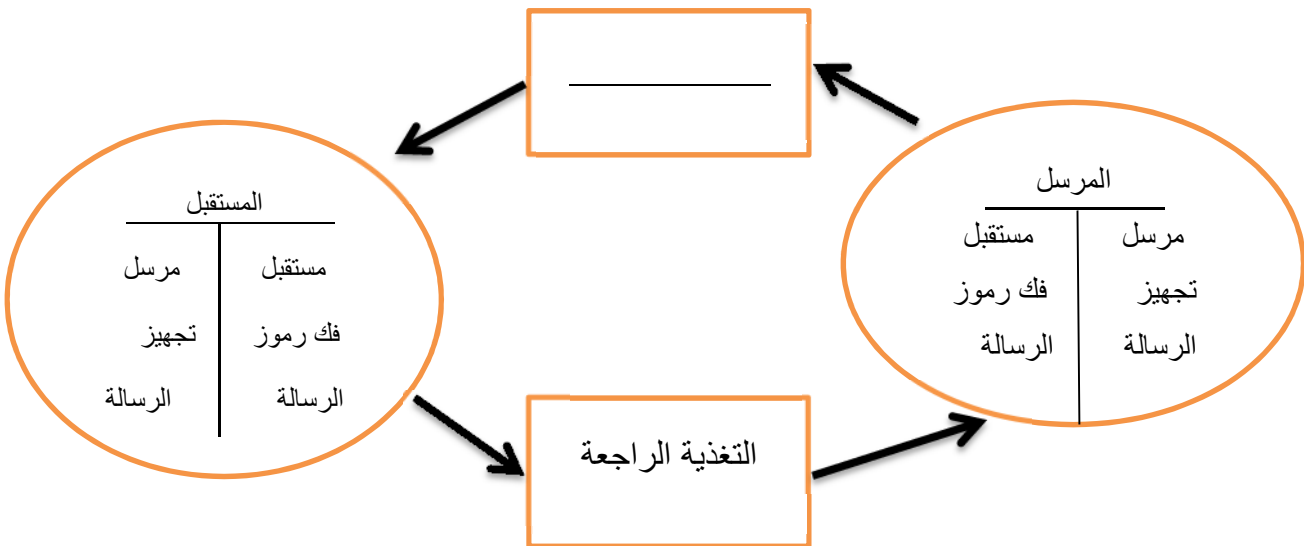 المرسل
مرسل
تجهيز
الرسالة
مستقبل
فك رموز
الرسالة
المستقبل
مستقبل
فك رموز
الرسالة
مرسل
تجهيز
الرسالة
التغذية الراجعة